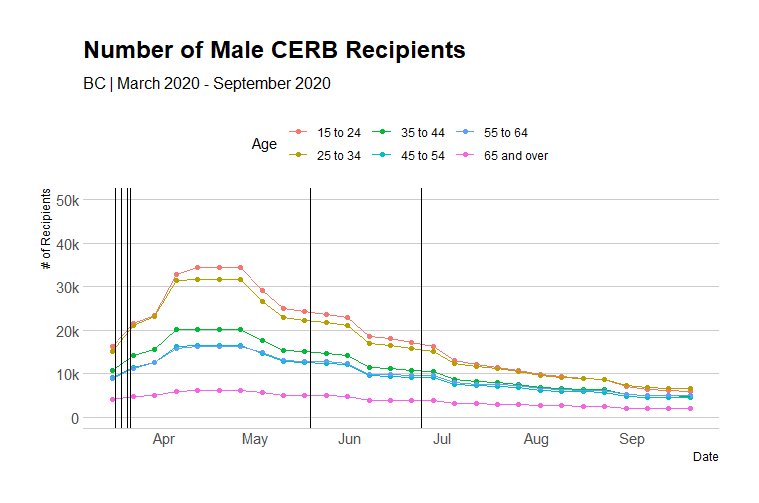 Number of Male CERB Recipients
BC | March 2020 - September 2020
Age
15 to 24
35 to 44
55 to 64
25 to 34
45 to 54
65 and over
# of Recipients
50k
40k
30k
20k
10k
0
Apr
May
Jun
Jul
Aug
Sep
Date